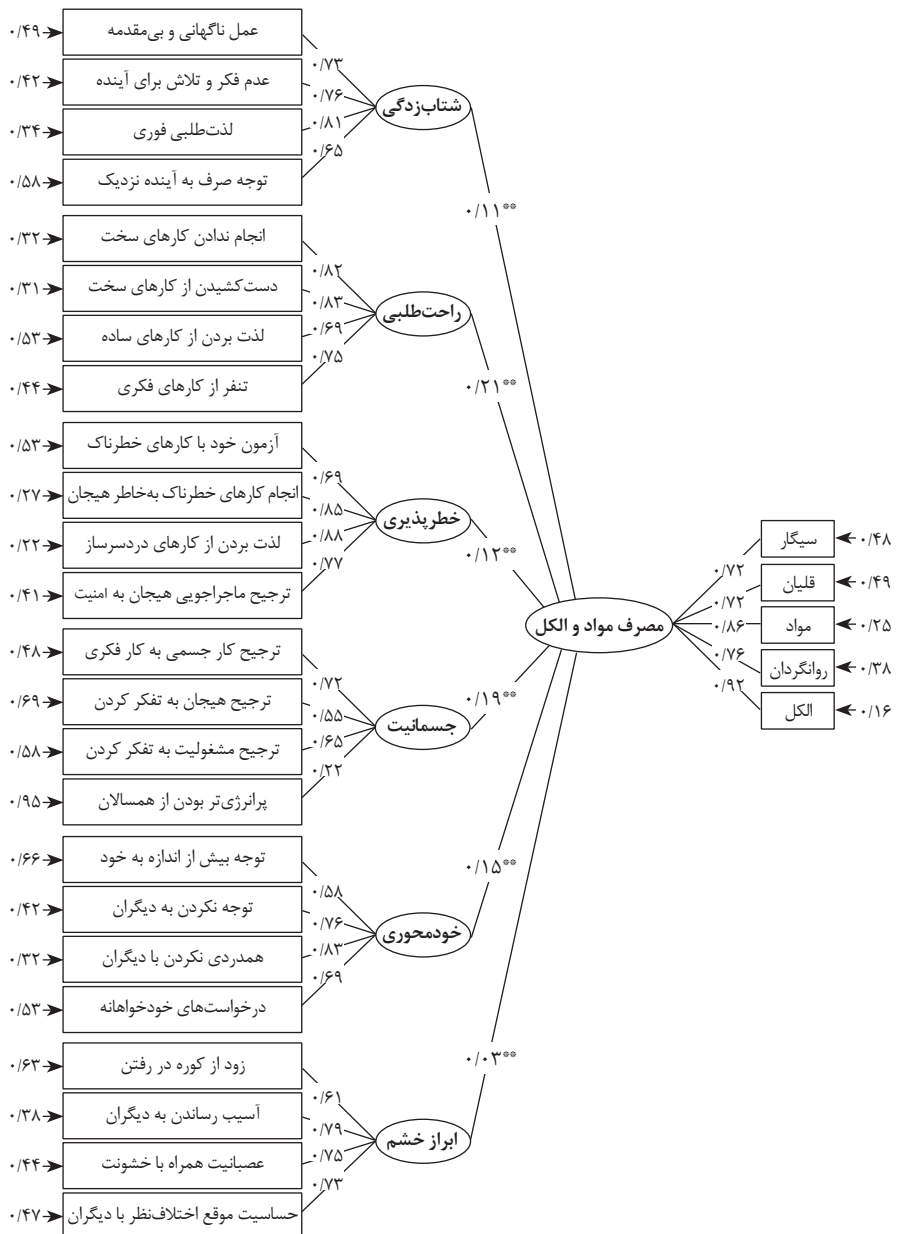 عمل ناگهانی و بی‌مقدمه
۰/۴۹
۰/۷۳
عدم فکر و تلاش برای آینده
۰/۴۲
۰/۷۶
لذت‌طلبی فوری
۰/۳۴
۰/۸۱
توجه صرف به آینده نزدیک
۰/۵۸
۰/۶۵
شتاب‌زدگی
۰/۱۱**
انجام ندادن کارهای سخت
۰/۳۲
۰/۸۲
دست‌کشیدن از کارهای سخت
۰/۳۱
۰/۸۳
لذت بردن از کارهای ساده
۰/۵۳
۰/۶۹
تنفر از کارهای فکری
۰/۴۴
۰/۷۵
راحت‌طلبی
۰/۲۱**
آزمون خود با کارهای خطرناک
۰/۵۳
۰/۶۹
انجام کارهای خطرناک به‌خاطر هیجان
۰/۲۷
۰/۸۵
لذت بردن از کارهای دردسرساز
۰/۲۲
۰/۸۸
ترجیح ماجراجویی هیجان به امنیت
۰/۴۱
۰/۷۷
خطرپذیری
۰/۱۲**
ترجیح کار جسمی به کار فکری
۰/۴۸
۰/۷۲
ترجیح هیجان به تفکر کردن
۰/۶۹
۰/۵۵
ترجیح مشغولیت به تفکر کردن
۰/۵۸
۰/۶۵
پرانرژی‌تر بودن از همسالان
۰/۹۵
۰/۲۲
جسمانیت
۰/۱۹**
توجه بیش از اندازه به خود
۰/۶۶
۰/۵۸
توجه نکردن به دیگران
۰/۴۲
۰/۷۶
همدردی نکردن با دیگران
۰/۳۲
۰/۸۳
درخواست‌های خودخواهانه
۰/۵۳
۰/۶۹
خودمحوری
۰/۱۵**
زود از کوره در رفتن
۰/۶۳
۰/۶۱
آسیب رساندن به دیگران
۰/۳۸
۰/۷۹
عصبانیت همراه با خشونت
۰/۴۴
۰/۷۵
حساسیت موقع اختلاف‌نظر با دیگران
۰/۴۷
۰/۷۳
ابراز خشم
۰/۰۳**
مصرف مواد و الکل
سیگار
۰/۴۸
۰/۷۲
قلیان
۰/۴۹
۰/۷۲
مواد
۰/۲۵
۰/۸۶
روانگردان
۰/۳۸
۰/۷۶
الکل
۰/۱۶
۰/۹۲